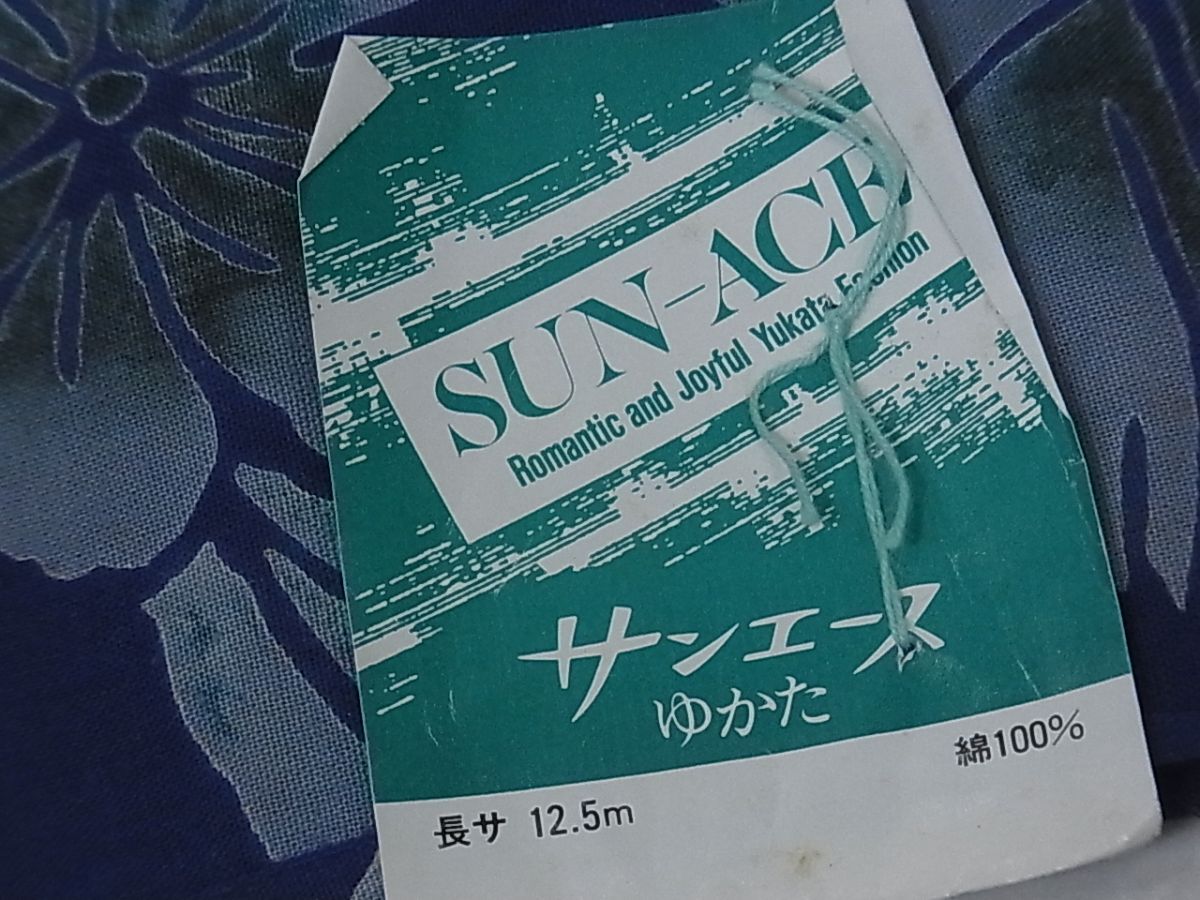 SUN-ACE
Romantic and Joyful Yukata Fashion
サンエース
ゆかた
綿100%
長サ 12.5m